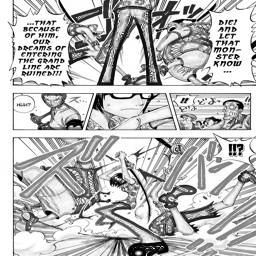 ...THAT
BECAUSE
OF HIM,
OUR
DREAMS OF
ENTERING
THE GRAND
LINE ARE
RUINED!!!
DIE!
AND
LET
THAT
MON-
STER
KNOW
...
HUH!?
!!?